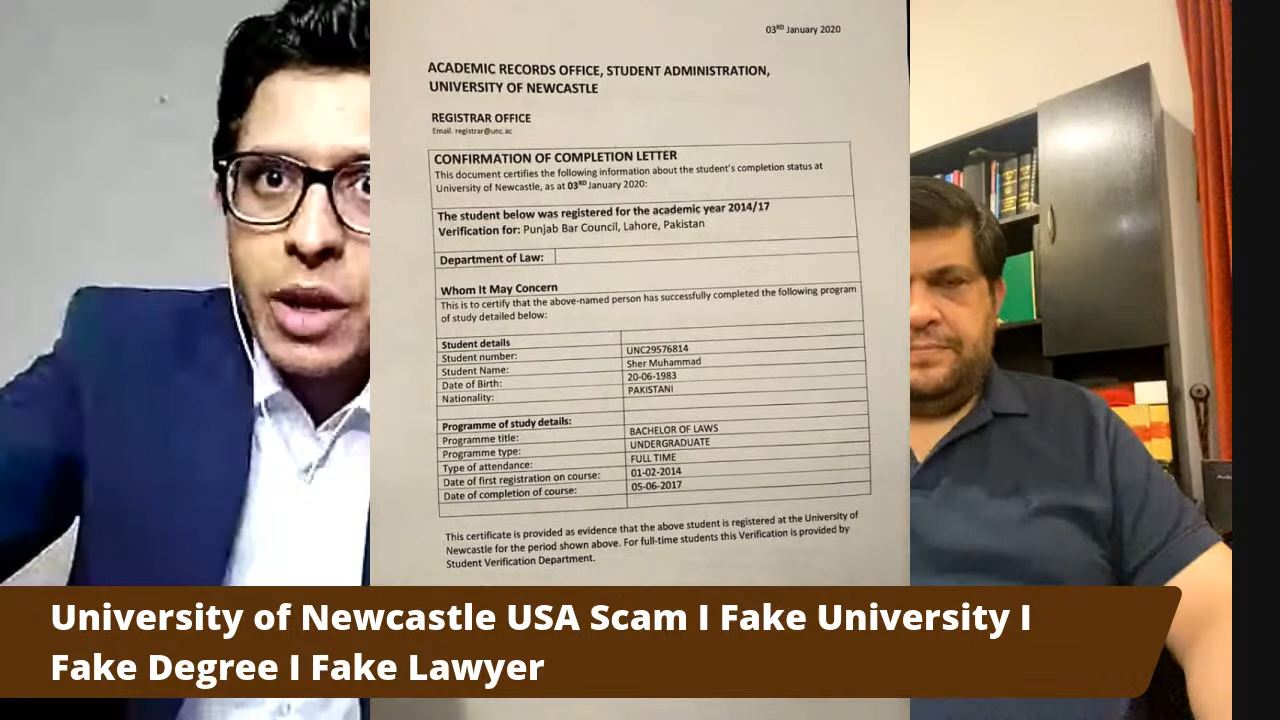 03RD January 2020
ACADEMIC RECORDS OFFICE, STUDENT ADMINISTRATION,
UNIVERSITY OF NEWCASTLE
REGISTRAR OFFICE
Email. registrar@unc.ac
CONFIRMATION OF COMPLETION LETTER
This document certifies the following information about the student's completion status at
University of Newcastle, as at 03RD January 2020:
The student below was registered for the academic year 2014/17
Verification for: Punjab Bar Council, Lahore, Pakistan
Department of Law:
Whom It May Concern
This is to certify that the above-named person has successfully completed the following program
of study detailed below:
Student details
Student number: UNC29576814
Student Name: Sher Muhammad
Date of Birth: 20-06-1983
Nationality: PAKISTANI
Programme of study details:
Programme title: BACHELOR OF LAWS
Programme type: UNDERGRADUATE
Type of attendance: FULL TIME
Date of first registration on course: 01-02-2014
Date of completion of course: 05-06-2017
This certificate is provided as evidence that the above student is registered at the University of
Newcastle for the period shown above. For full-time students this Verification is provided by
Student Verification Department.
University of Newcastle USA Scam I Fake University I
Fake Degree I Fake Lawyer